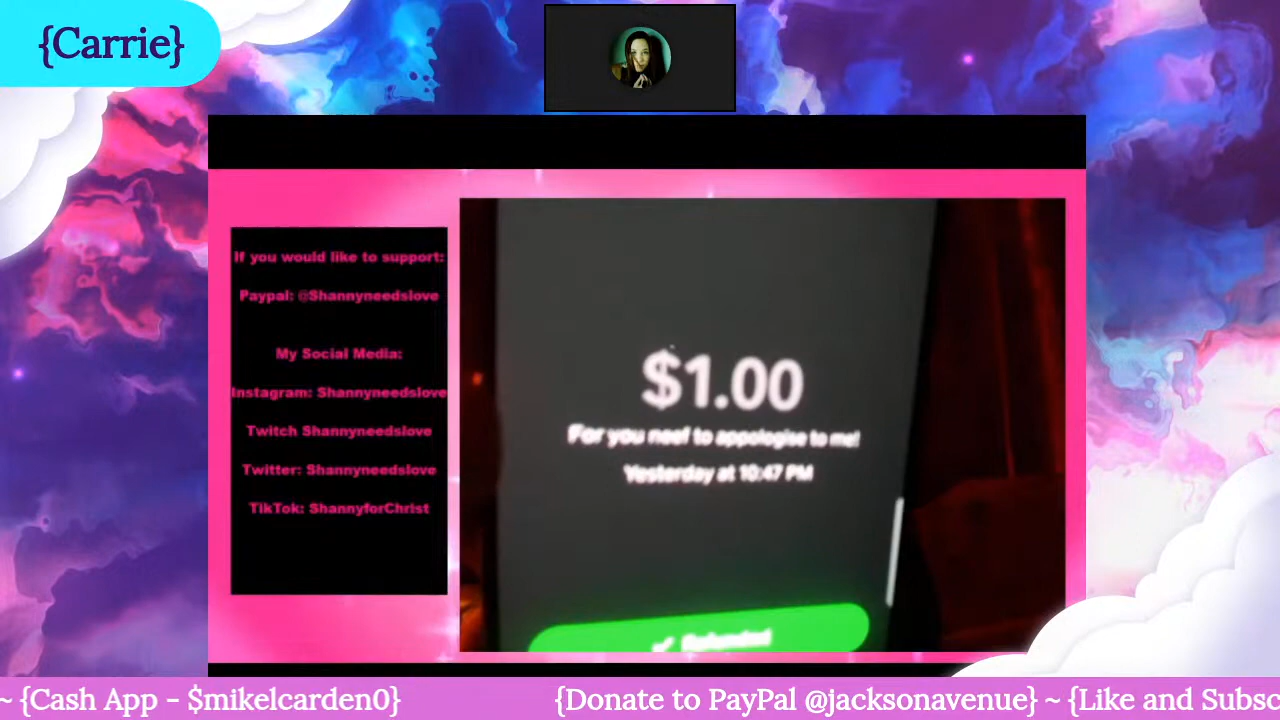 {Carrie}
If you would like to support:
Paypal: @Shannyneedslove
My Social Media:
Instagram: Shannyneedslove
Twitch Shannyneedslove
Twitter: Shannyneedslove
TikTok: ShannyforChrist
$1.00
For you neef to appologise to me!
Yesterday at 10:47 PM
Refunded
~ {Cash App - $mikelcarden0} {Donate to PayPal @jacksonavenue} ~ {Like and Subsc